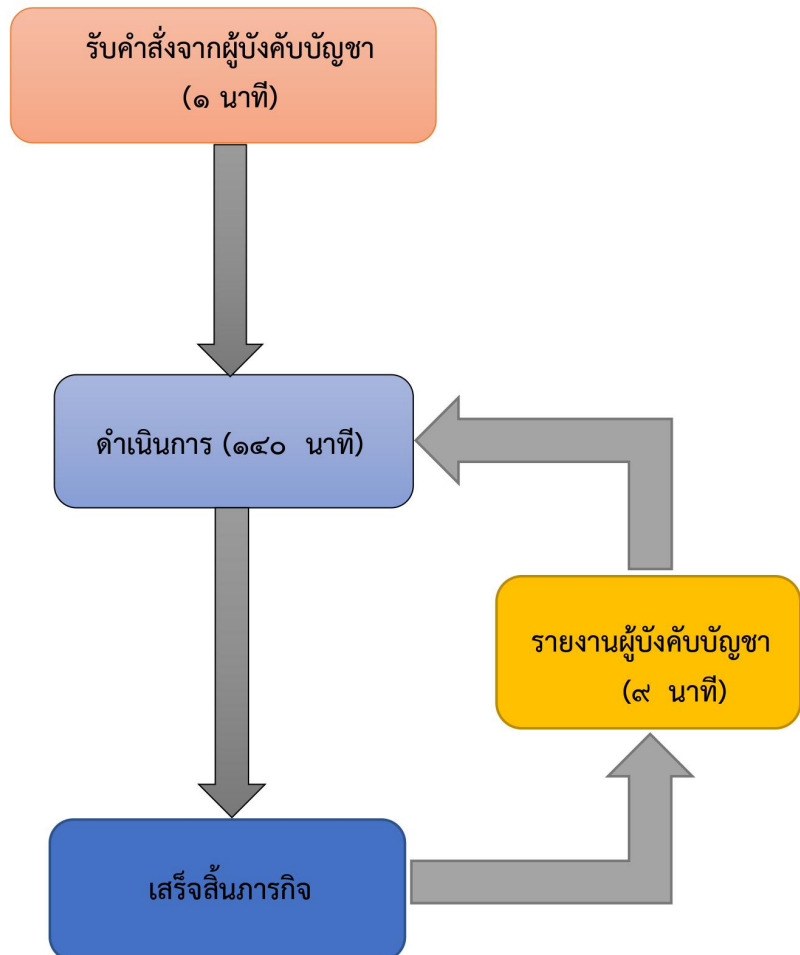 รับคำสั่งจากผู้บังคับบัญชา
(๑ นาที)
ดำเนินการ (๑๔๐ นาที)
รายงานผู้บังคับบัญชา
(๙ นาที)
เสร็จสิ้นภารกิจ